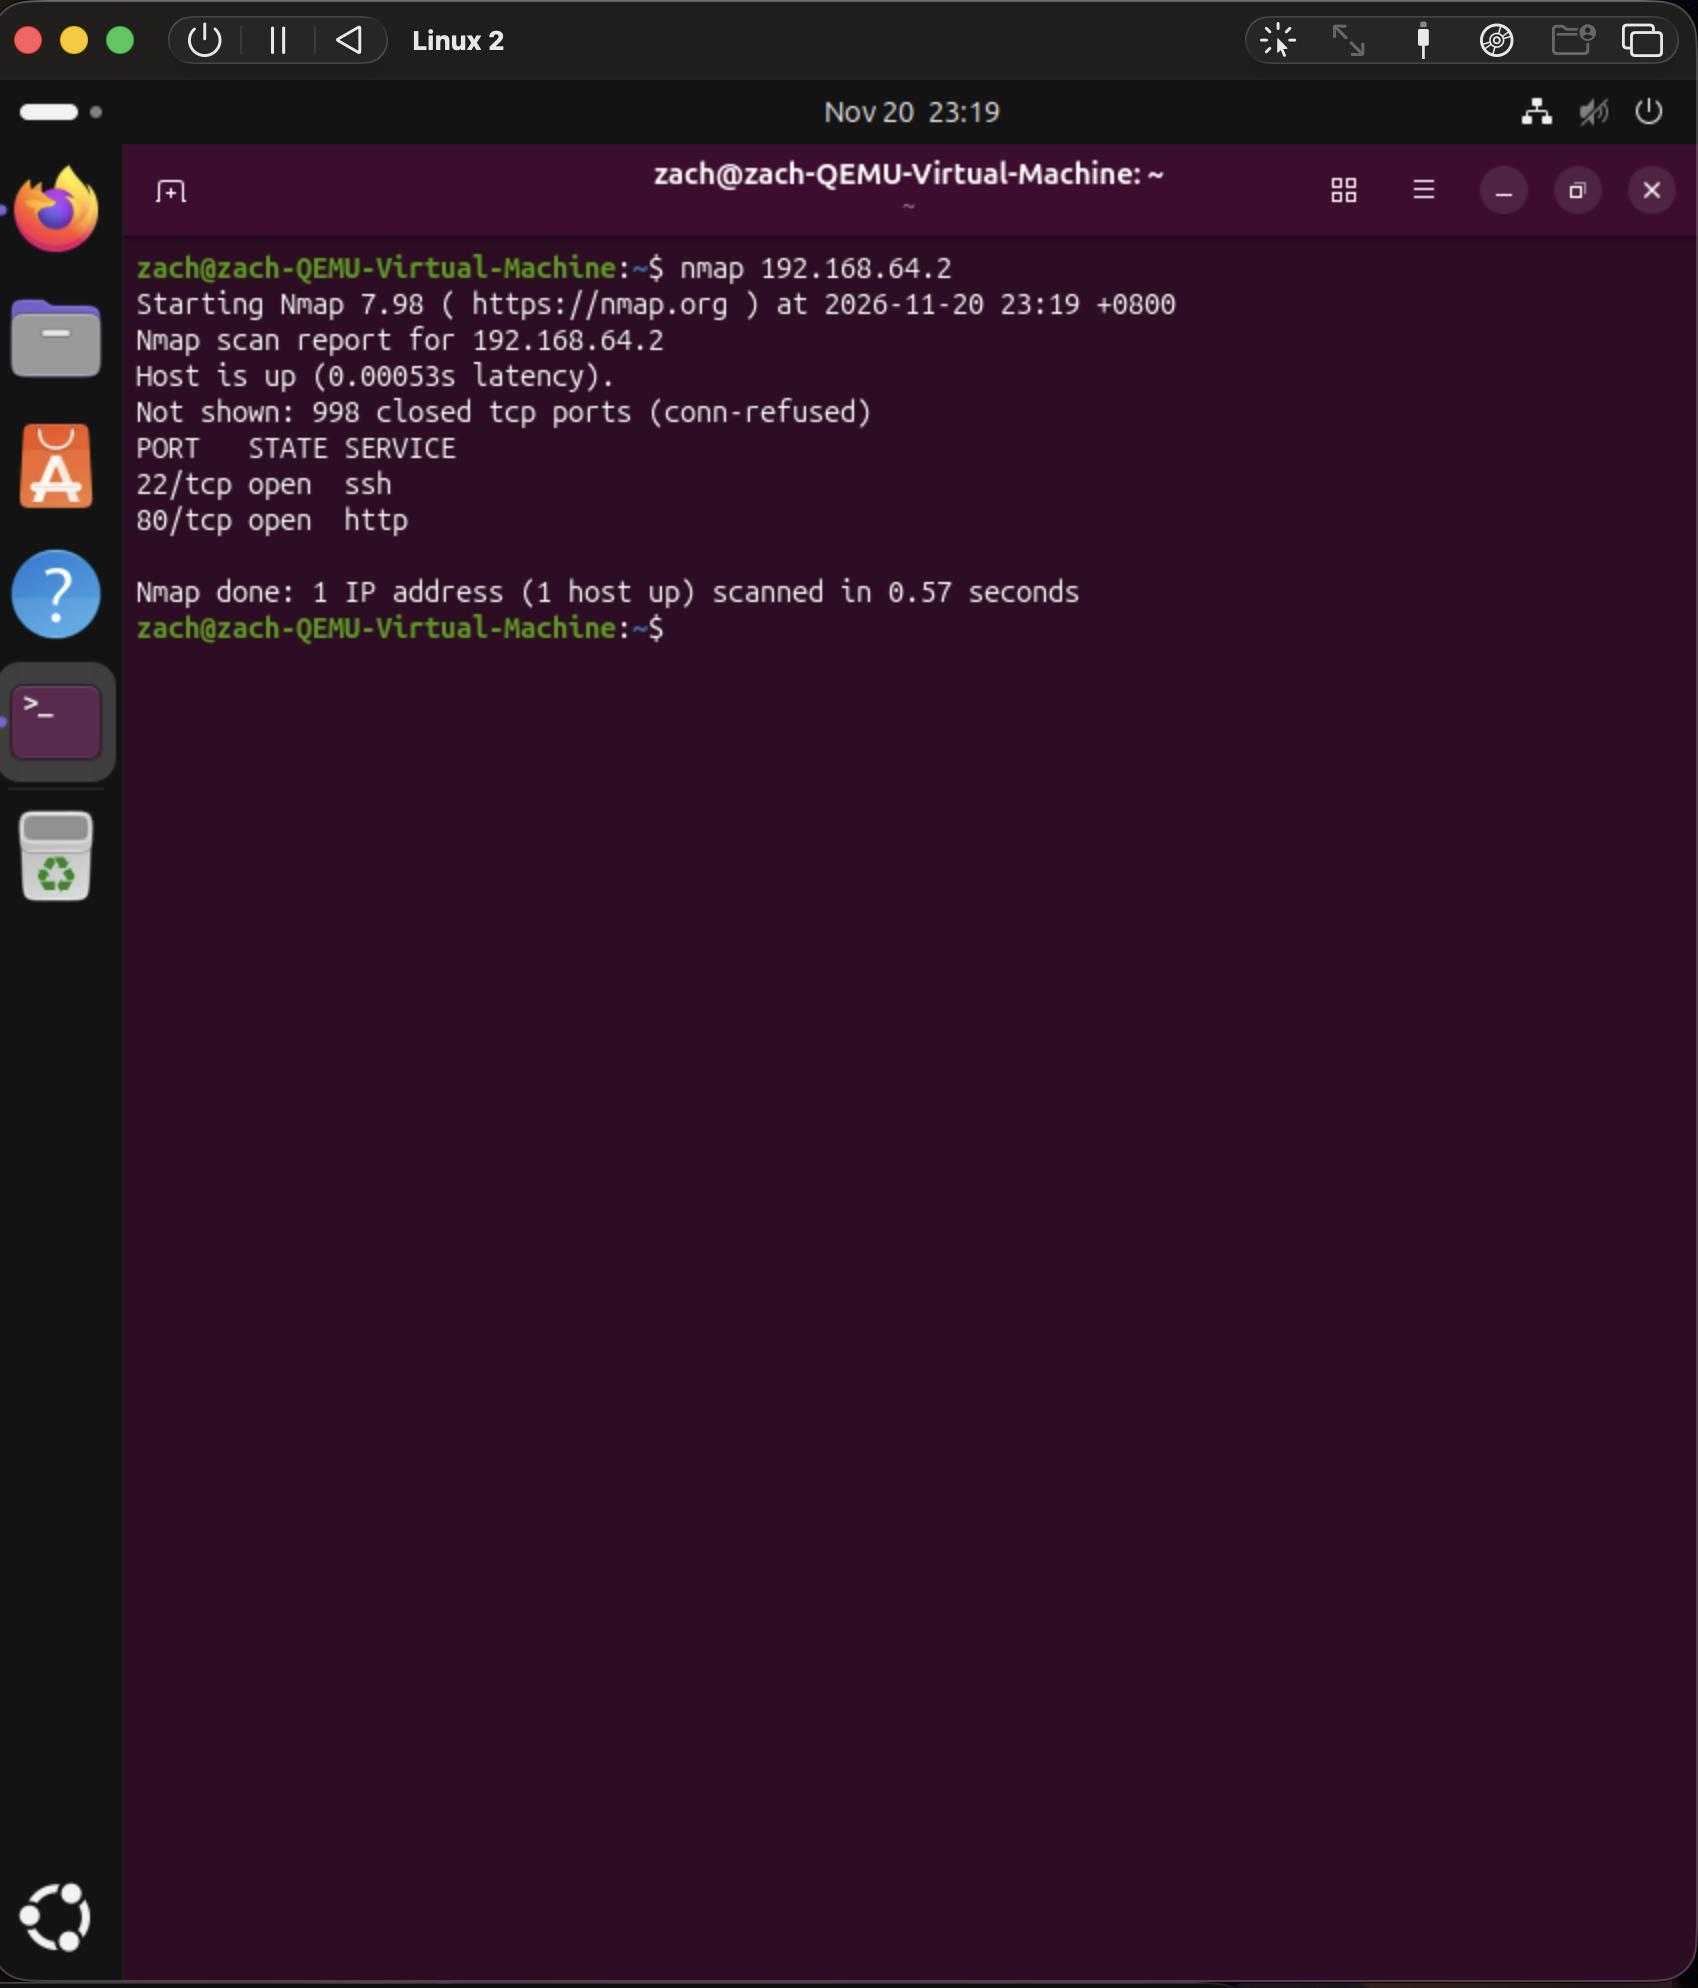 Linux 2
Nov 20 23:19
zach@zach-QEMU-Virtual-Machine: ~
~
zach@zach-QEMU-Virtual-Machine:~$ nmap 192.168.64.2
Starting Nmap 7.98 ( https://nmap.org ) at 2026-11-20 23:19 +0800
Nmap scan report for 192.168.64.2
Host is up (0.00053s latency).
Not shown: 998 closed tcp ports (conn-refused)
PORT   STATE SERVICE
22/tcp open  ssh
80/tcp open  http

Nmap done: 1 IP address (1 host up) scanned in 0.57 seconds
zach@zach-QEMU-Virtual-Machine:~$